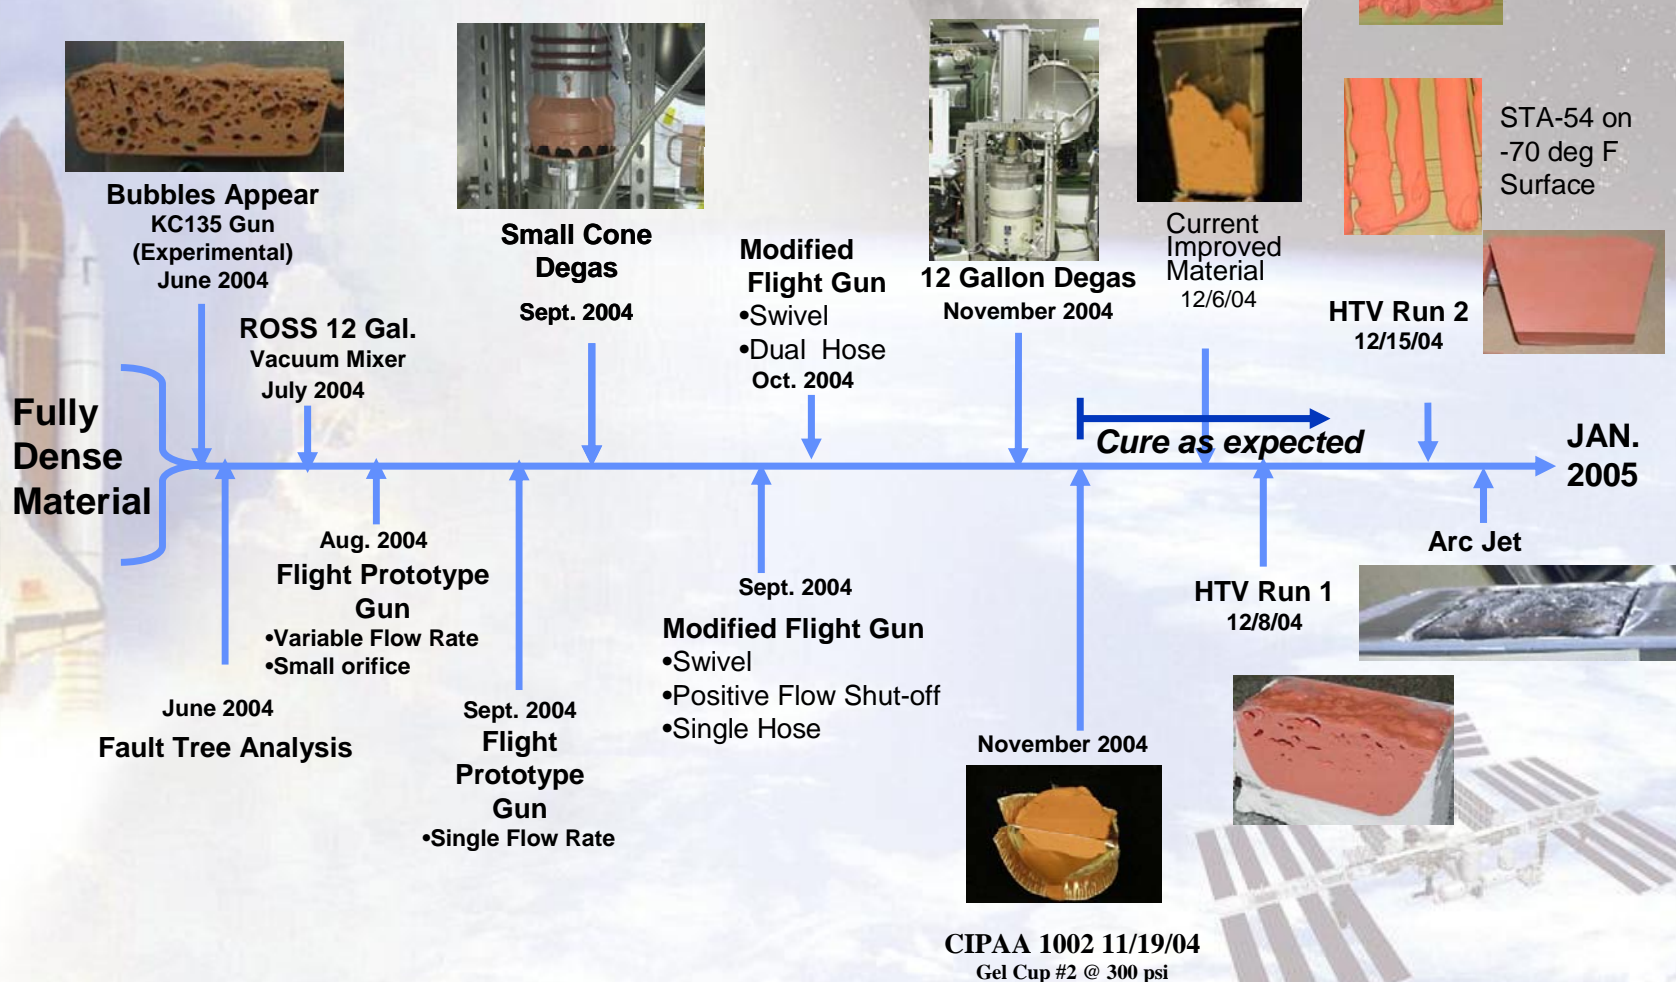 Bubbles Appear
KC135 Gun
(Experimental)
June 2004
ROSS 12 Gal.
Vacuum Mixer
July 2004
Small Cone
Degas
Sept. 2004
Modified
Flight Gun
•Swivel
•Dual Hose
Oct. 2004
12 Gallon Degas
November 2004
Current
Improved
Material
12/6/04
HTV Run 2
12/15/04
STA-54 on
-70 deg F
Surface
Fully
Dense
Material
Cure as expected
JAN.
2005
June 2004
Fault Tree Analysis
Aug. 2004
Flight Prototype
Gun
•Variable Flow Rate
•Small orifice
Sept. 2004
Flight
Prototype
Gun
•Single Flow Rate
Sept. 2004
Modified Flight Gun
•Swivel
•Positive Flow Shut-off
•Single Hose
November 2004
CIPAA 1002 11/19/04
Gel Cup #2 @ 300 psi
HTV Run 1
12/8/04
Arc Jet